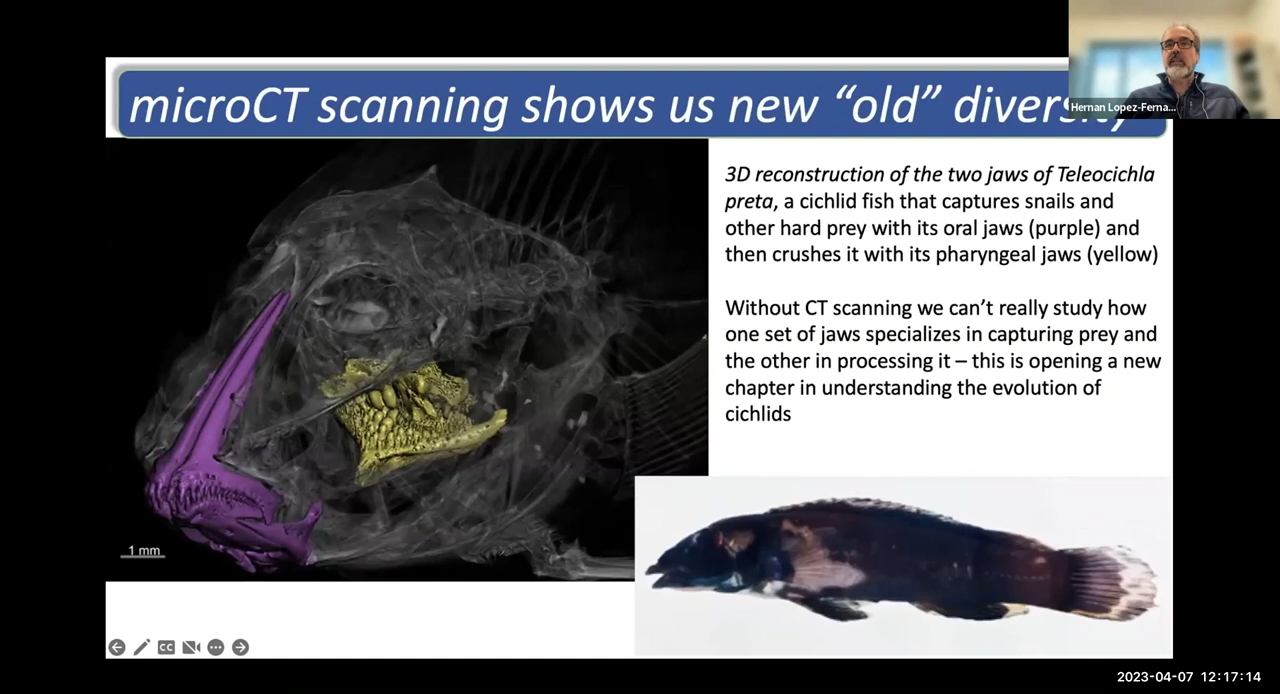 microCT scanning shows us new “old”
Hernan Lopez-Ferna...
3D reconstruction of the two jaws of Teleocichla
preta, a cichlid fish that captures snails and
other hard prey with its oral jaws (purple) and
then crushes it with its pharyngeal jaws (yellow)
Without CT scanning we can’t really study how
one set of jaws specializes in capturing prey and
the other in processing it – this is opening a new
chapter in understanding the evolution of
cichlids
1 mm
CC
2023-04-07 12:17:14